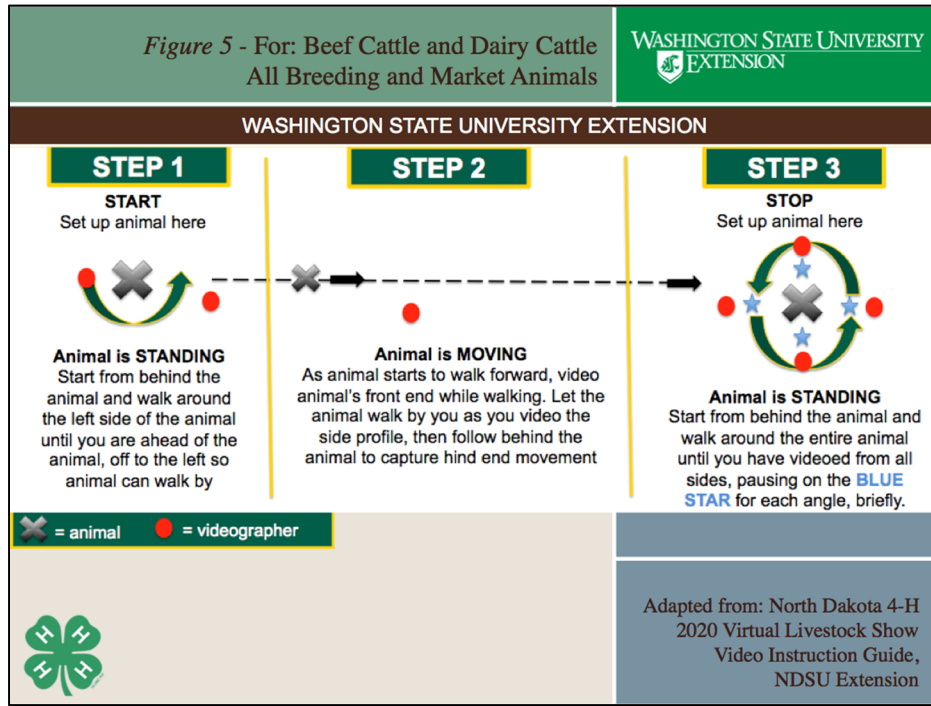 Figure 5 - For: Beef Cattle and Dairy Cattle
All Breeding and Market Animals
WASHINGTON STATE UNIVERSITY
EXTENSION
WASHINGTON STATE UNIVERSITY EXTENSION
STEP 1
START
Set up animal here
Animal is STANDING
Start from behind the
animal and walk around
the left side of the animal
until you are ahead of the
animal, off to the left so
animal can walk by
STEP 2
Animal is MOVING
As animal starts to walk forward, video
animal's front end while walking. Let the
animal walk by you as you video the
side profile, then follow behind the
animal to capture hind end movement
STEP 3
STOP
Set up animal here
Animal is STANDING
Start from behind the animal and
walk around the entire animal
until you have videoed from all
sides, pausing on the BLUE
STAR for each angle, briefly.
= animal
= videographer
H H
H H
Adapted from: North Dakota 4-H
2020 Virtual Livestock Show
Video Instruction Guide,
NDSU Extension